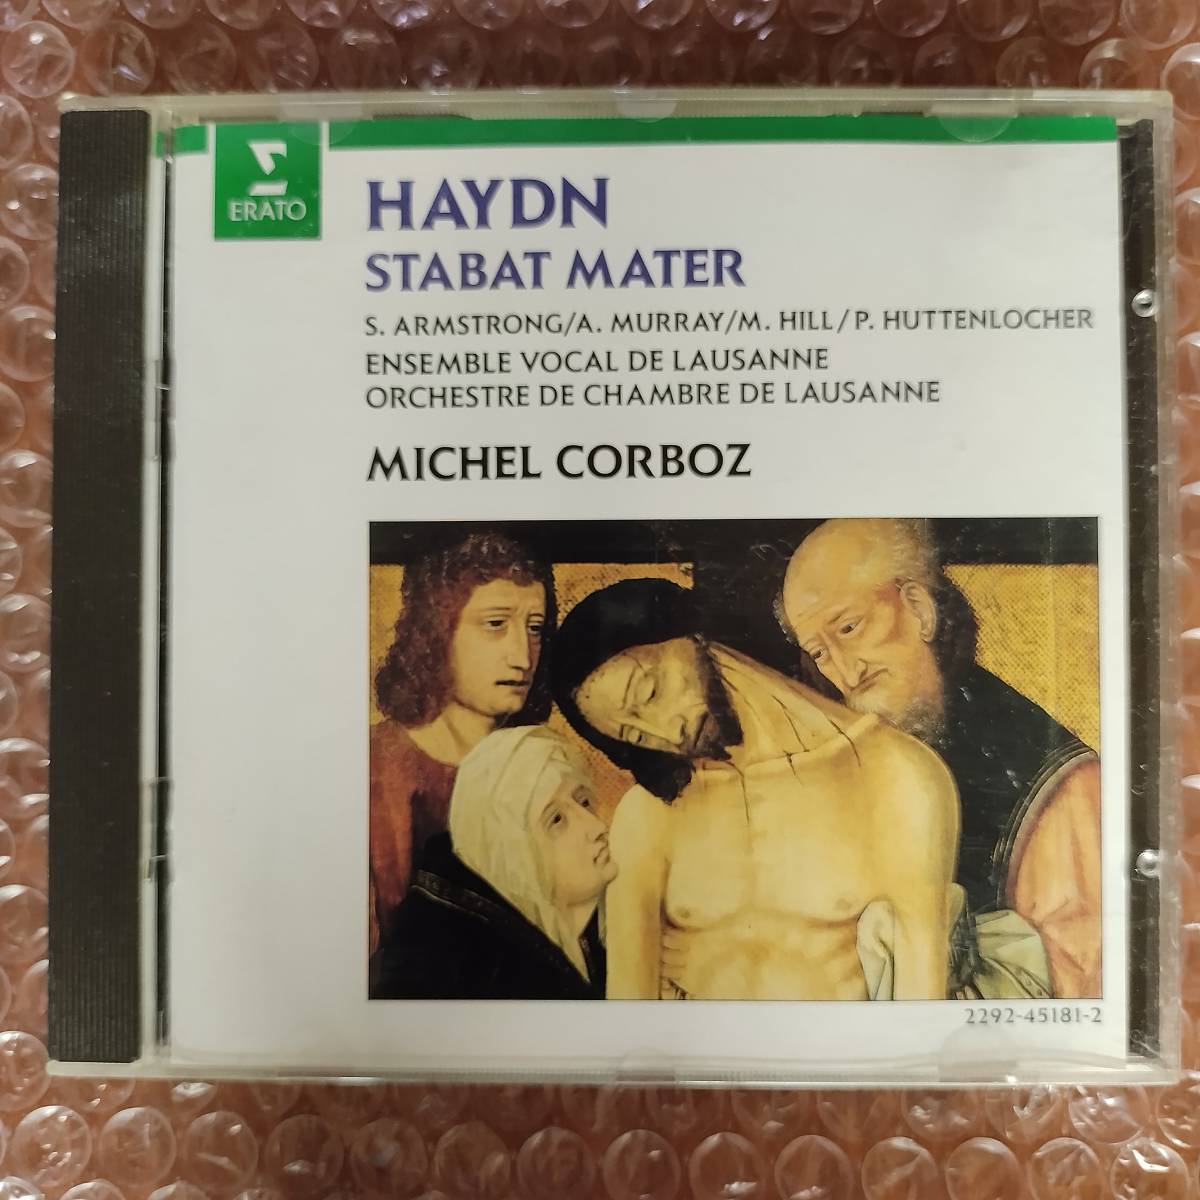 ERATO
HAYDN
STABAT MATER
S. ARMSTRONG/A. MURRAY/M. HILL/P. HUTTENLOCHER
ENSEMBLE VOCAL DE LAUSANNE
ORCHESTRE DE CHAMBRE DE LAUSANNE
MICHEL CORBOZ
2292-45181-2